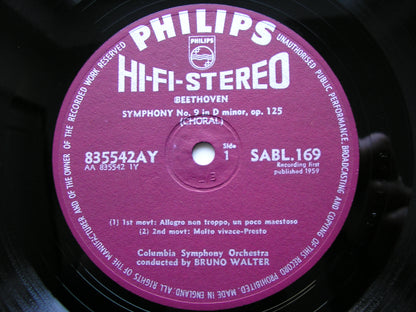 PHILIPS
PHILIPS
HI-FI-STEREO
BEETHOVEN
SYMPHONY No. 9 in D minor, op. 125
(CHORAL)
835542AY
AA 835542 1Y
Side
1
SABL.169
Recording first
published 1959
(1) 1st movt: Allegro non troppo, un poco maestoso
(2) 2nd movt: Molto vivace-Presto
Columbia Symphony Orchestra
conducted by BRUNO WALTER
ALL RIGHTS OF THE MANUFACTURER AND OF THE OWNER OF THE RECORDED WORK RESERVED
UNAUTHORISED PUBLIC PERFORMANCE, BROADCASTING AND COPYING OF THIS RECORD PROHIBITED.
MADE IN ENGLAND